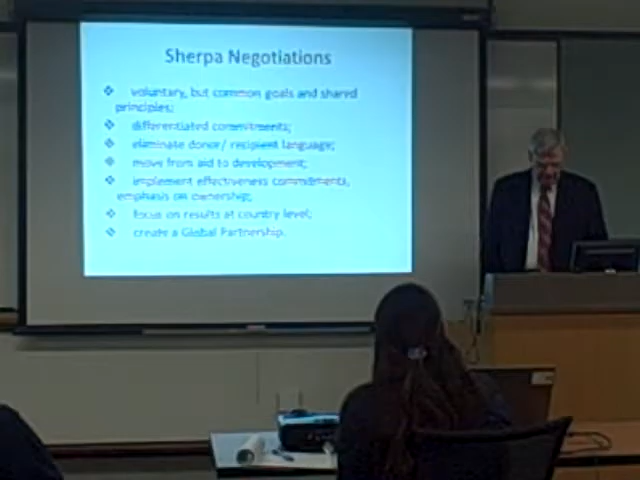 Sherpa Negotiations
voluntary, but common goals and shared
principles;
differentiated commitments;
eliminate donor/ recipient language;
move from aid to development;
implement effectiveness commitments,
emphasis on ownership;
focus on results at country level;
create a Global Partnership.